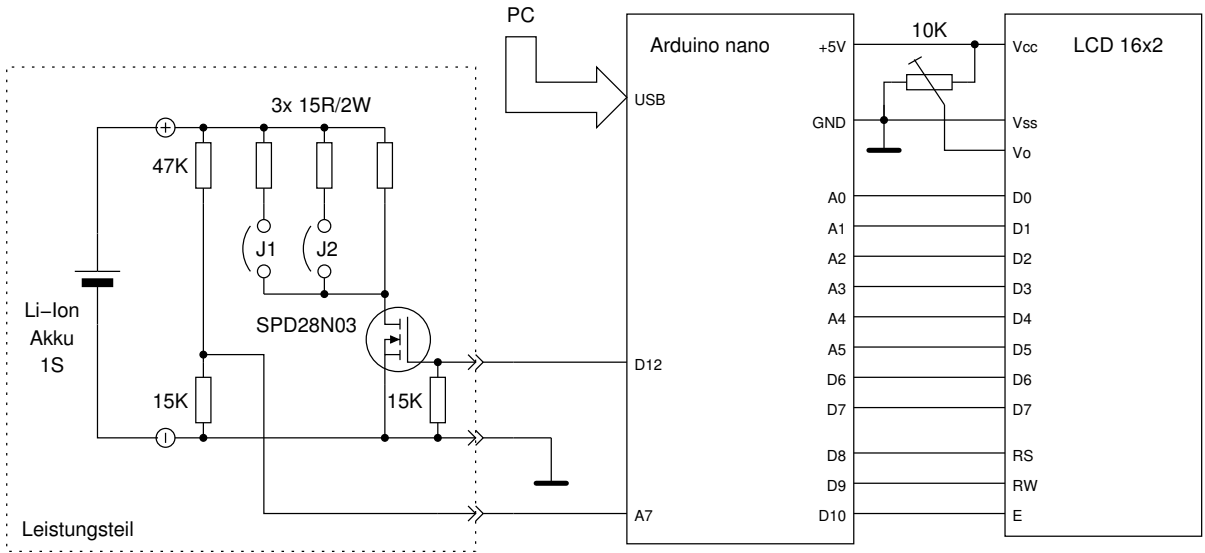 PC
Arduino nano
+5V
10K
Vcc
LCD 16x2
USB
3x 15R/2W
GND
Vss
Vo
47K
A0
D0
A1
D1
A2
D2
A3
D3
A4
D4
A5
D5
D6
D6
D7
D7
J1
J2
Li–Ion
Akku
1S
SPD28N03
D12
15K
15K
D8
RS
D9
RW
D10
E
A7
Leistungsteil